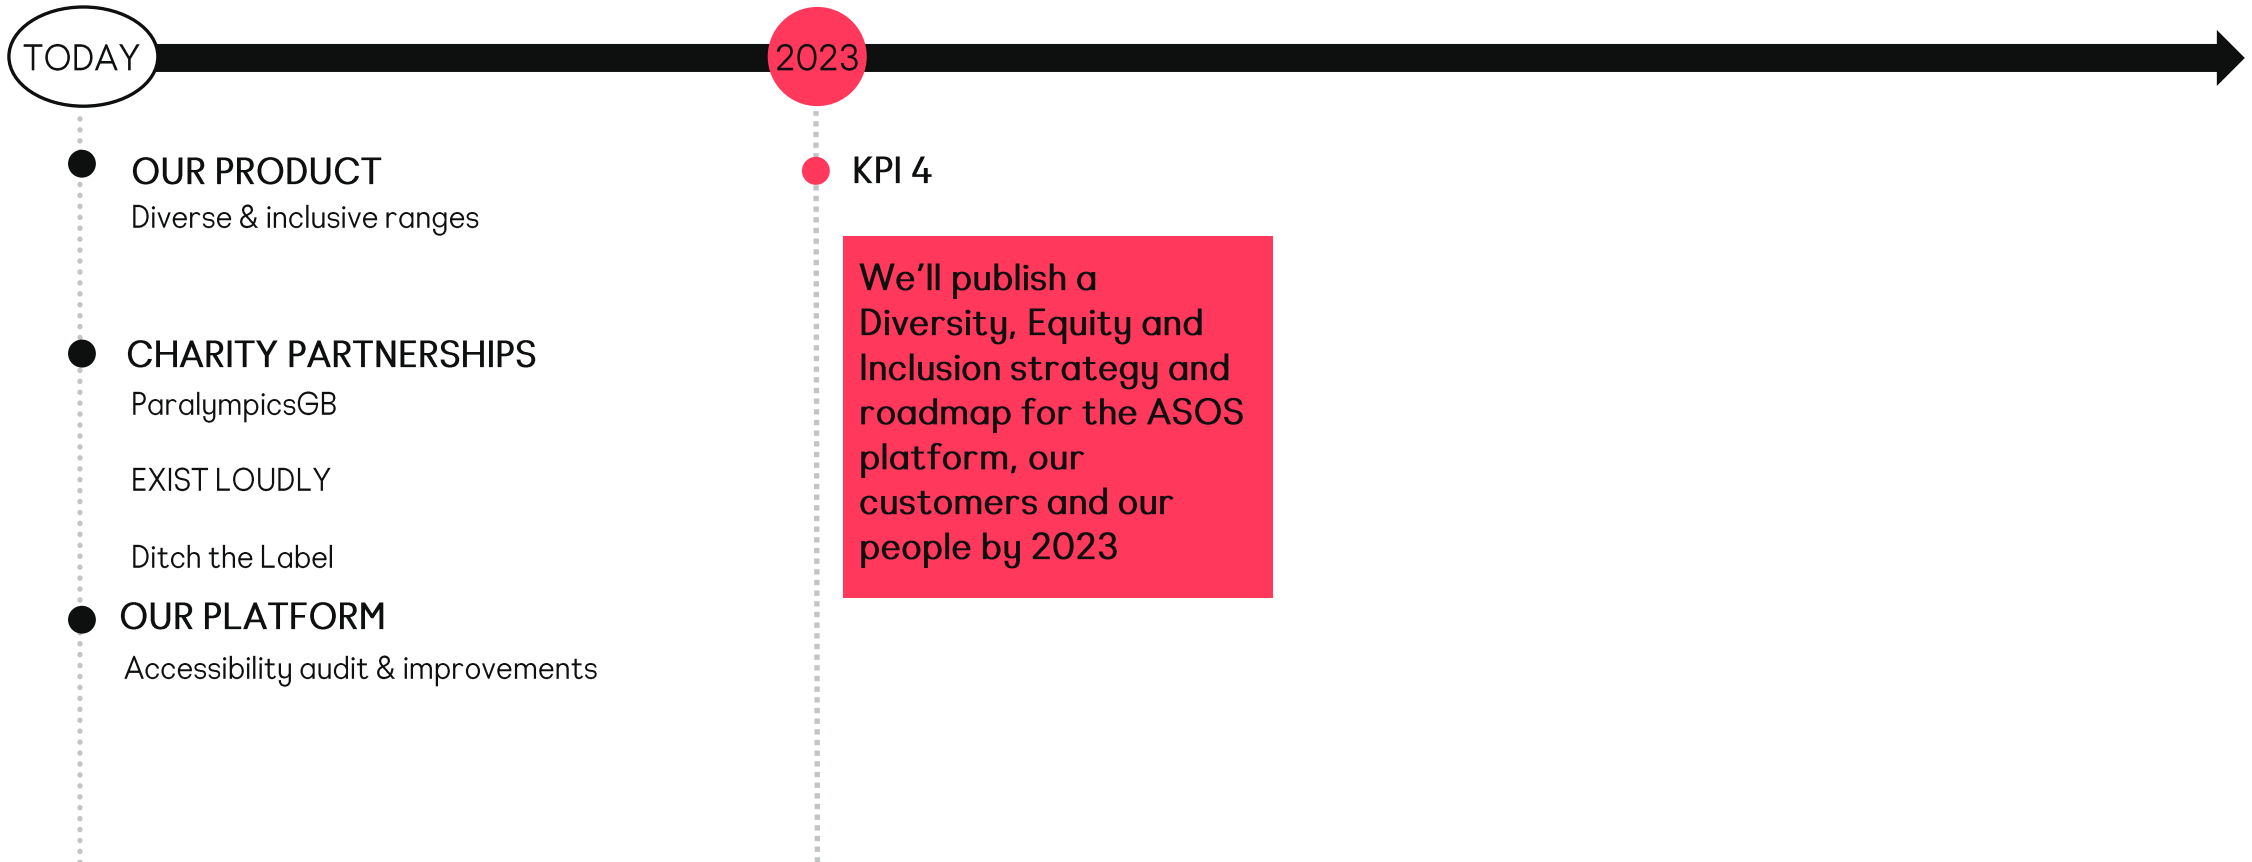 TODAY
2023
OUR PRODUCT
Diverse & inclusive ranges
CHARITY PARTNERSHIPS
ParalympicsGB
EXIST LOUDLY
Ditch the Label
OUR PLATFORM
Accessibility audit & improvements
KPI 4
We’ll publish a
Diversity, Equity and
Inclusion strategy and
roadmap for the ASOS
platform, our
customers and our
people by 2023